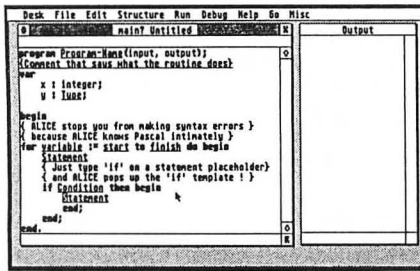 Desk File Edit Structure Run Debug Help Go Misc
main? Untitled
Output
program Program-Name(input, output);
{Comment that says what the routine does}
var
x : integer;
y : Type;
begin
{ ALICE stops you from making syntax errors }
{ because ALICE knows Pascal intimately }
for variable := start to finish do begin
Statement
{ Just type 'if' on a statement placeholder}
{ and ALICE pops up the 'if' template ! }
if Condition then begin
Statement
end;
end;
end.